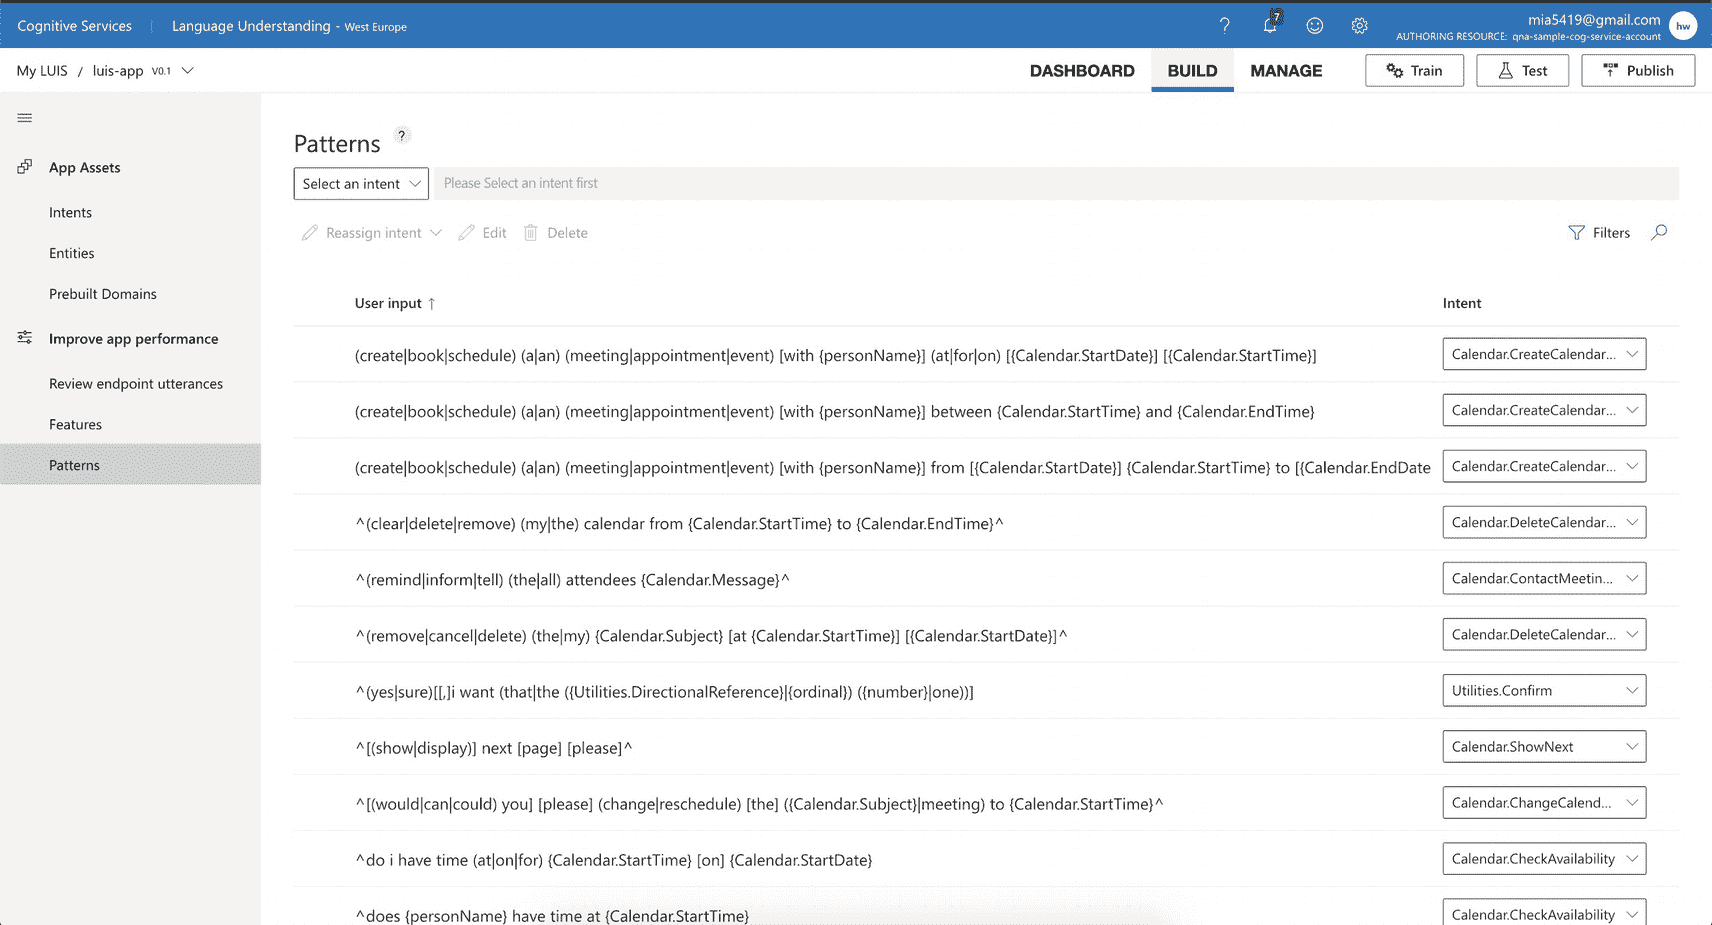 Cognitive Services Language Understanding - West Europe ? 7 mia5419@gmail.com
AUTHORING RESOURCE: qna-sample-cog-service-account hw
My LUIS / luis-app V0.1 DASHBOARD BUILD MANAGE Train Test Publish
Patterns ?
App Assets
Select an intent Please Select an intent first
Intents
Reassign intent Edit Delete Filters
Entities
Prebuilt Domains
User input ↑ Intent
Improve app performance
(create|book|schedule) (a|an) (meeting|appointment|event) [with {personName}] (at|for|on) [{Calendar.StartDate}] [{Calendar.StartTime}] Calendar.CreateCalendar...
Review endpoint utterances
(create|book|schedule) (a|an) (meeting|appointment|event) [with {personName}] between {Calendar.StartTime} and {Calendar.EndTime} Calendar.CreateCalendar...
Features
Patterns
(create|book|schedule) (a|an) (meeting|appointment|event) [with {personName}] from [{Calendar.StartDate}] {Calendar.StartTime} to [{Calendar.EndDate Calendar.CreateCalendar...
^(clear|delete|remove) (my|the) calendar from {Calendar.StartTime} to {Calendar.EndTime}^ Calendar.DeleteCalendar...
^(remind|inform|tell) (the|all) attendees {Calendar.Message}^ Calendar.ContactMeetin...
^(remove|cancel|delete) (the|my) {Calendar.Subject} [at {Calendar.StartTime}] [{Calendar.StartDate}]^ Calendar.DeleteCalendar...
^(yes|sure)[[,]i want (that|the ({Utilities.DirectionalReference}|{ordinal}) ({number}|one))] Utilities.Confirm
^[(show|display)] next [page] [please]^ Calendar.ShowNext
^[(would|can|could) you] [please] (change|reschedule) [the] ({Calendar.Subject}|meeting) to {Calendar.StartTime}^ Calendar.ChangeCalend...
^do i have time (at|on|for) {Calendar.StartTime} [on] {Calendar.StartDate} Calendar.CheckAvailability
^does {personName} have time at {Calendar.StartTime} Calendar.CheckAvailability